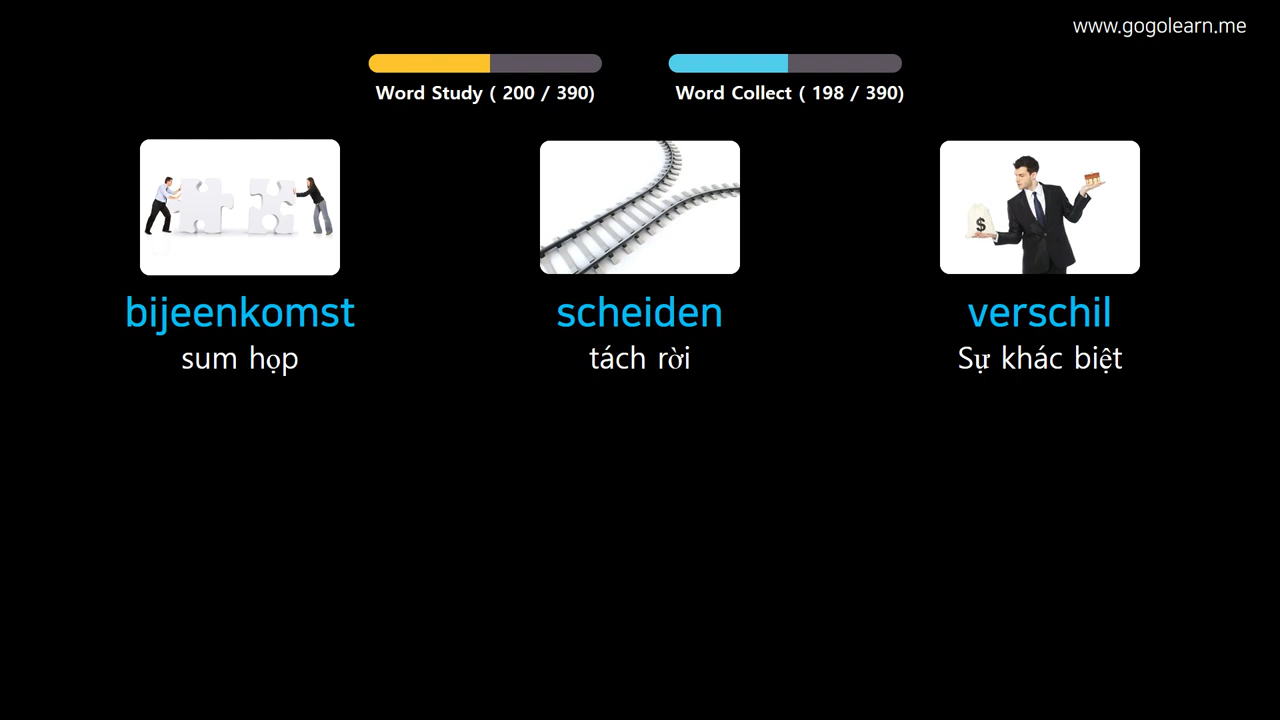 www.gogolearn.me
Word Study ( 200 / 390)
Word Collect ( 198 / 390)
$
bijeenkomst
scheiden
verschil
sum họp
tách rời
Sự khác biệt